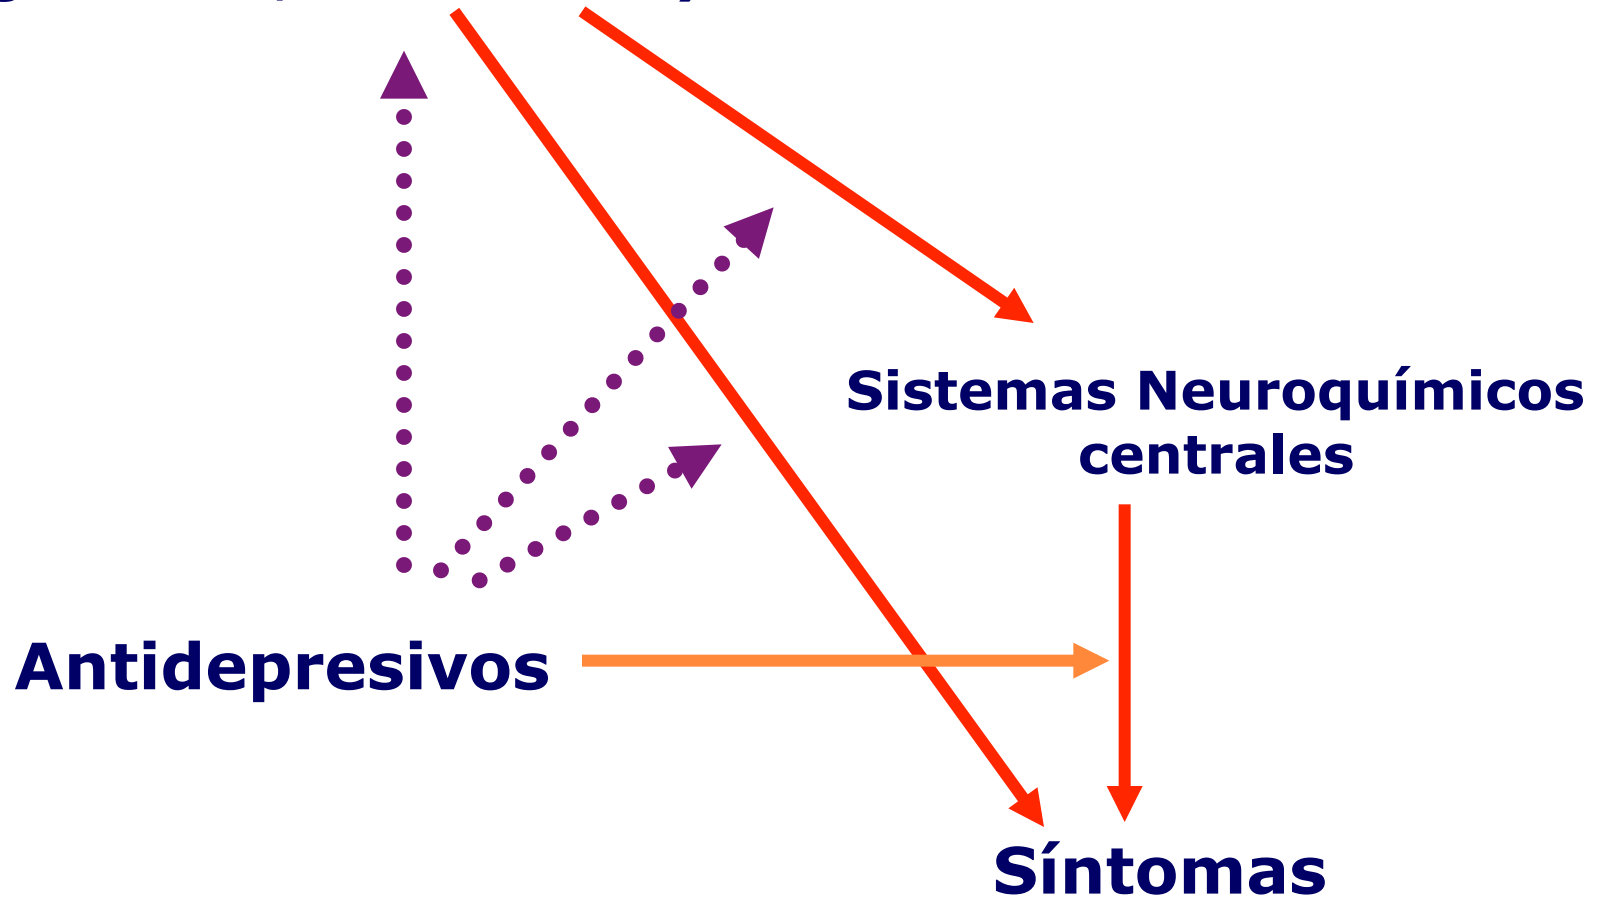 Sistemas Neuroquímicos
centrales
Antidepresivos
Síntomas